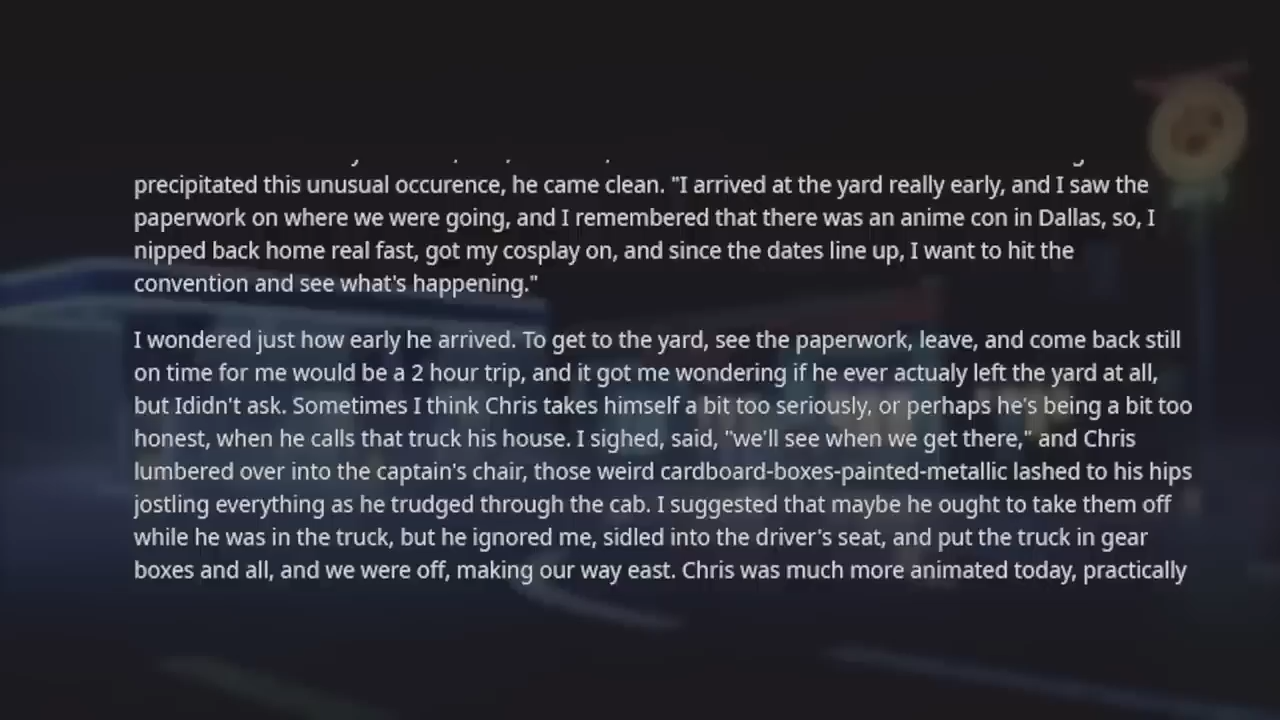 precipitated this unusual occurence, he came clean. "I arrived at the yard really early, and I saw the
paperwork on where we were going, and I remembered that there was an anime con in Dallas, so, I
nipped back home real fast, got my cosplay on, and since the dates line up, I want to hit the
convention and see what's happening."
I wondered just how early he arrived. To get to the yard, see the paperwork, leave, and come back still
on time for me would be a 2 hour trip, and it got me wondering if he ever actualy left the yard at all,
but Ididn't ask. Sometimes I think Chris takes himself a bit too seriously, or perhaps he's being a bit too
honest, when he calls that truck his house. I sighed, said, "we'll see when we get there," and Chris
lumbered over into the captain's chair, those weird cardboard-boxes-painted-metallic lashed to his hips
jostling everything as he trudged through the cab. I suggested that maybe he ought to take them off
while he was in the truck, but he ignored me, sidled into the driver's seat, and put the truck in gear
boxes and all, and we were off, making our way east. Chris was much more animated today, practically